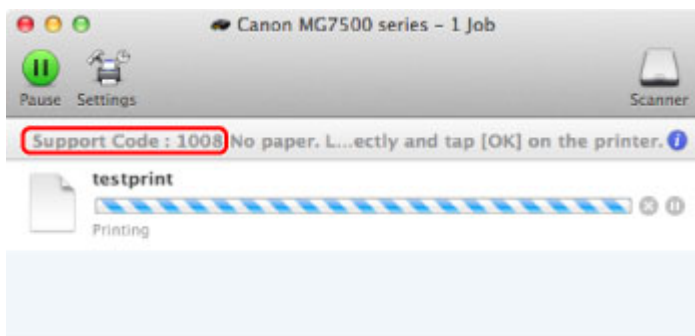 Canon MG7500 series – 1 Job
Pause Settings Scanner
Support Code : 1008 No paper. L...ectly and tap [OK] on the printer.
testprint
Printing